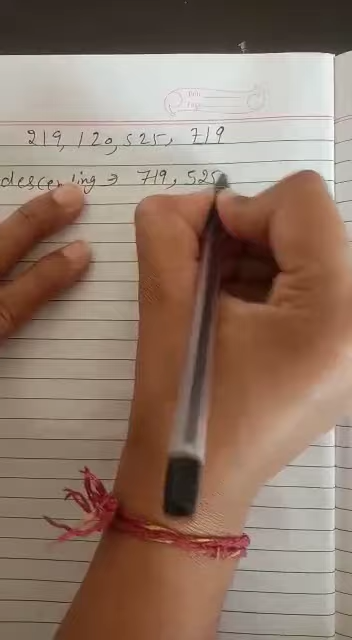 219, 120, 525, 719
descending → 719, 525